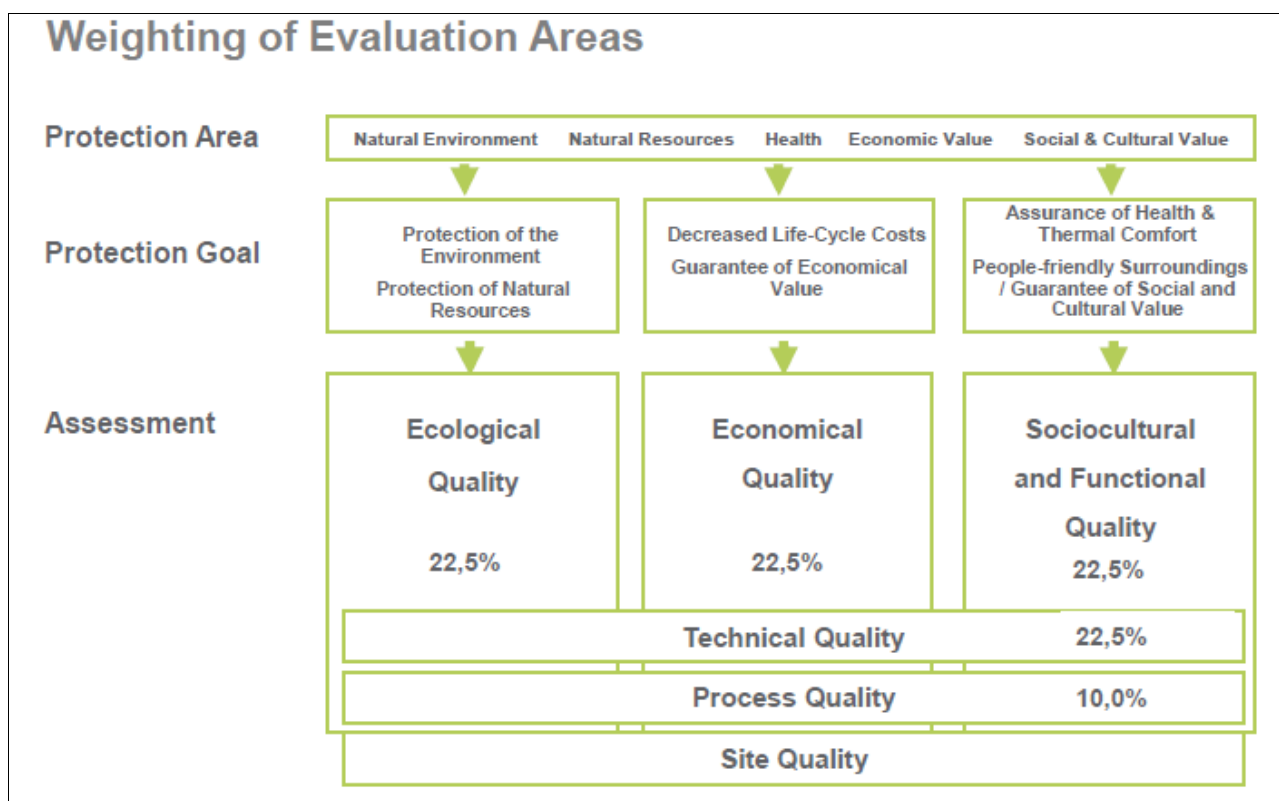 Weighting of Evaluation Areas
Protection Area
Natural Environment Natural Resources Health Economic Value Social & Cultural Value
Protection Goal
Protection of the
Environment
Protection of Natural
Resources
Decreased Life-Cycle Costs
Guarantee of Economical
Value
Assurance of Health &
Thermal Comfort
People-friendly Surroundings
/ Guarantee of Social and
Cultural Value
Assessment
Ecological
Quality
22,5%
Economical
Quality
22,5%
Sociocultural
and Functional
Quality
22,5%
Technical Quality 22,5%
Process Quality 10,0%
Site Quality